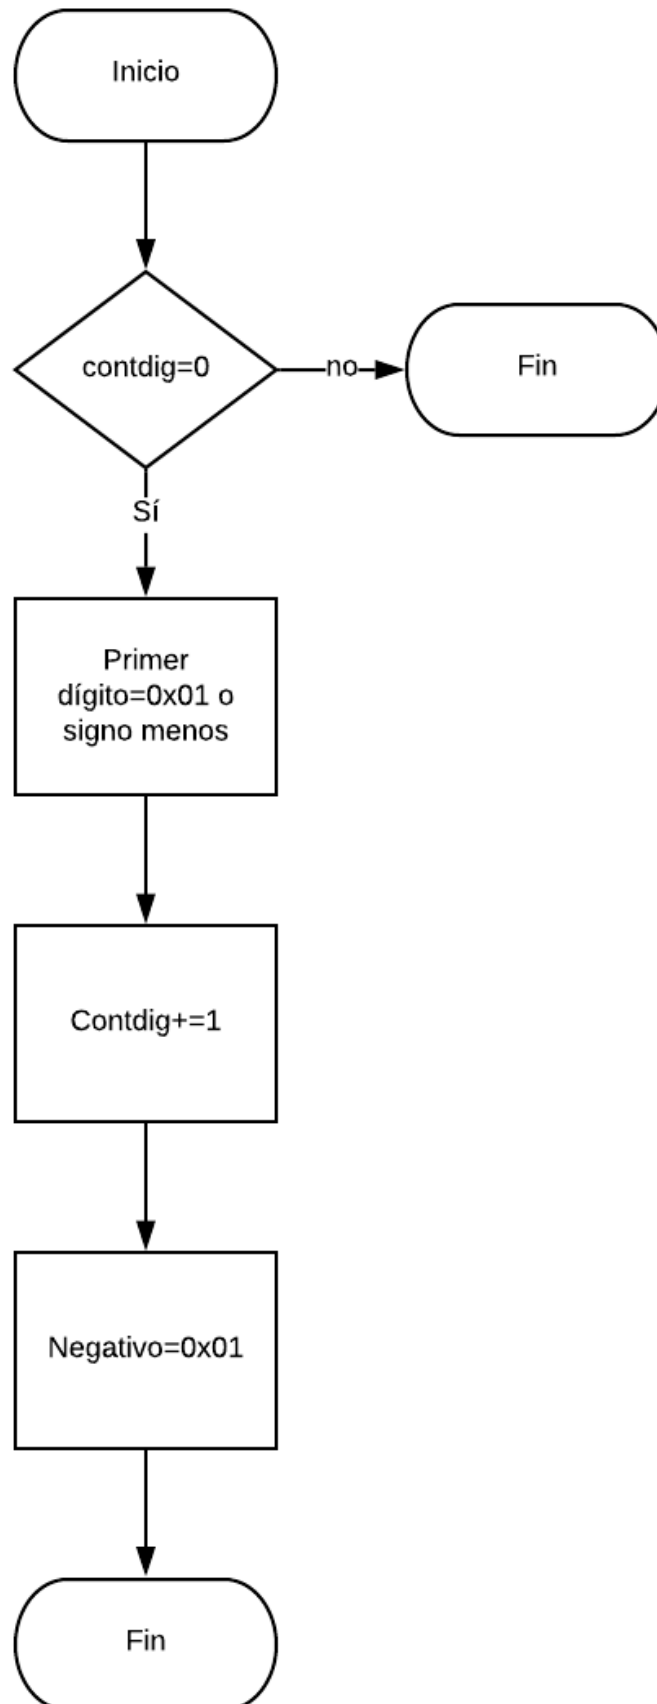 Inicio
contdig=0
no
Fin
Sí
Primer
dígito=0x01 o
signo menos
Contdig+=1
Negativo=0x01
Fin